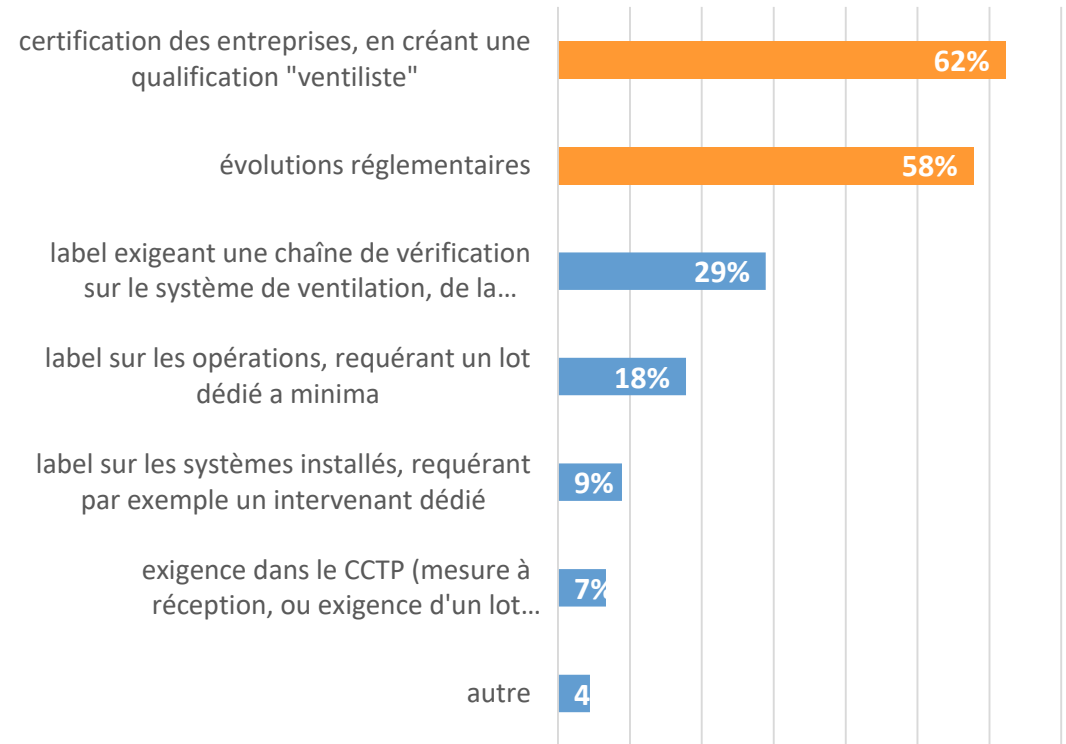 certification des entreprises, en créant une
qualification "ventiliste"
62%
évolutions réglementaires
58%
label exigeant une chaîne de vérification
sur le système de ventilation, de la…
29%
label sur les opérations, requérant un lot
dédié a minima
18%
label sur les systèmes installés, requérant
par exemple un intervenant dédié
9%
exigence dans le CCTP (mesure à
réception, ou exigence d'un lot…
7%
autre
4